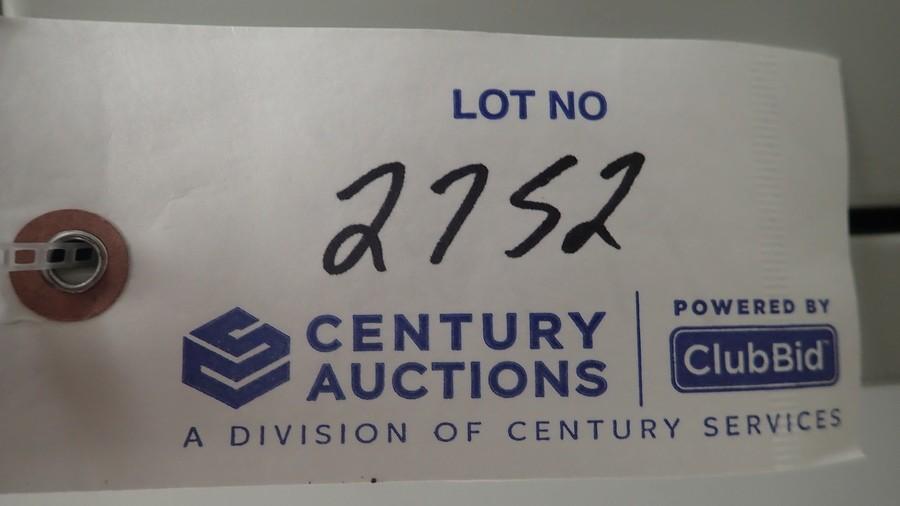 LOT NO
2752
CENTURY
AUCTIONS
POWERED BY
ClubBid
A DIVISION OF CENTURY SERVICES